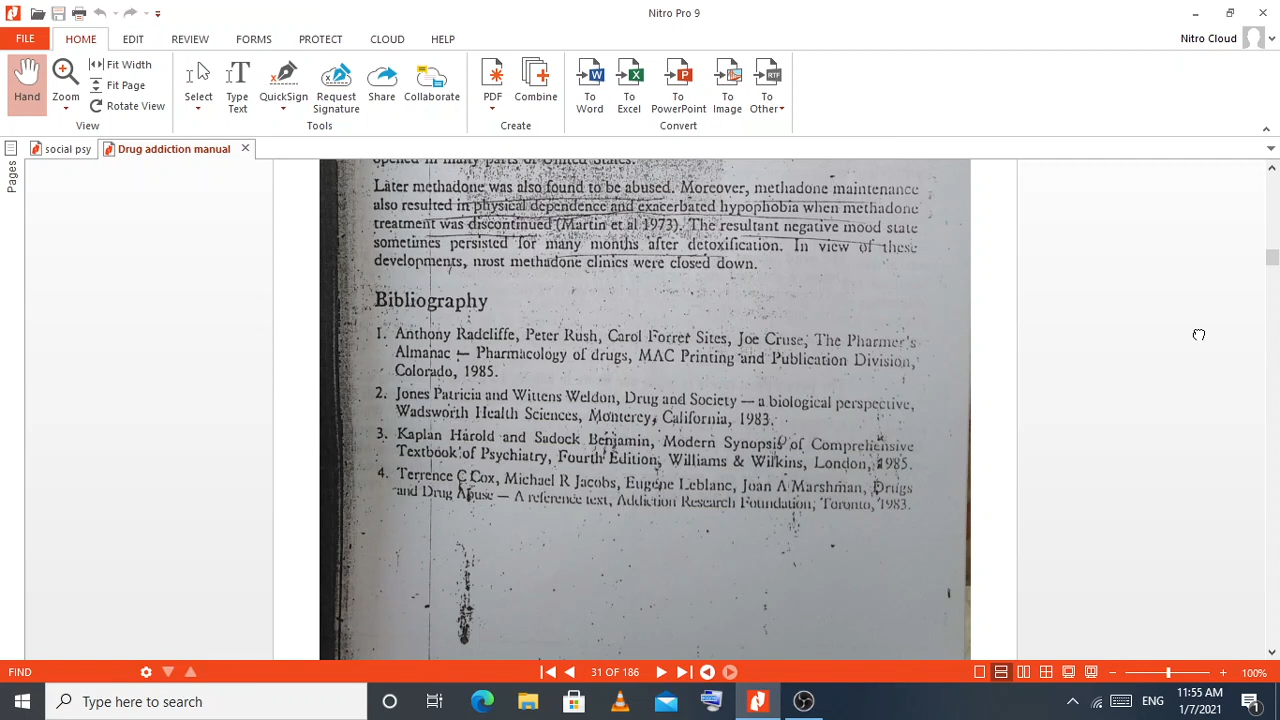 Nitro Pro 9
FILE HOME EDIT REVIEW FORMS PROTECT CLOUD HELP Nitro Cloud
Hand Zoom Fit Width Fit Page Rotate View Select Type Text QuickSign Request Signature Share Collaborate PDF Combine To Word To Excel To PowerPoint To Image To Other
View Tools Create Convert
social psy Drug addiction manual
Pages
opened in many parts of United States.
Later methadone was also found to be abused. Moreover, methadone maintenance
also resulted in physical dependence and exacerbated hypophobia when methadone
treatment was discontinued (Martin et al 1973). The resultant negative mood state
sometimes persisted for many months after detoxification. In view of these
developments, most methadone clinics were closed down.
Bibliography
1. Anthony Radcliffe, Peter Rush, Carol Forret Sites, Joe Cruse, The Pharmer's
Almanac — Pharmacology of drugs, MAC Printing and Publication Division,
Colorado, 1985.
2. Jones Patricia and Wittens Weldon, Drug and Society — a biological perspective,
Wadsworth Health Sciences, Monterey, California, 1983.
3. Kaplan Harold and Sadock Benjamin, Modern Synopsis of Comprehensive
Textbook of Psychiatry, Fourth Edition, Williams & Wilkins, London, 1985.
4. Terrence C Cox, Michael R Jacobs, Eugene Leblanc, Joan A Marshman, Drugs
and Drug Abuse — A reference text, Addiction Research Foundation, Toronto, 1983.
FIND 31 OF 186 100%
Type here to search ENG 11:55 AM
1/7/2021